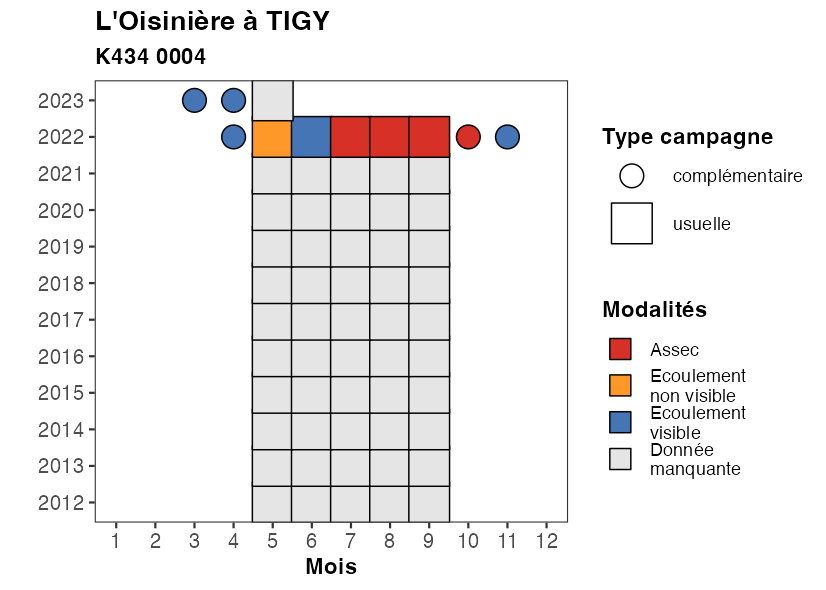 L'Oisinière à TIGY
K434 0004
2023
2022
2021
2020
2019
2018
2017
2016
2015
2014
2013
2012
1 2 3 4 5 6 7 8 9 10 11 12
Mois
Type campagne
complémentaire
usuelle
Modalités
Assec
Ecoulement
non visible
Ecoulement
visible
Donnée
manquante